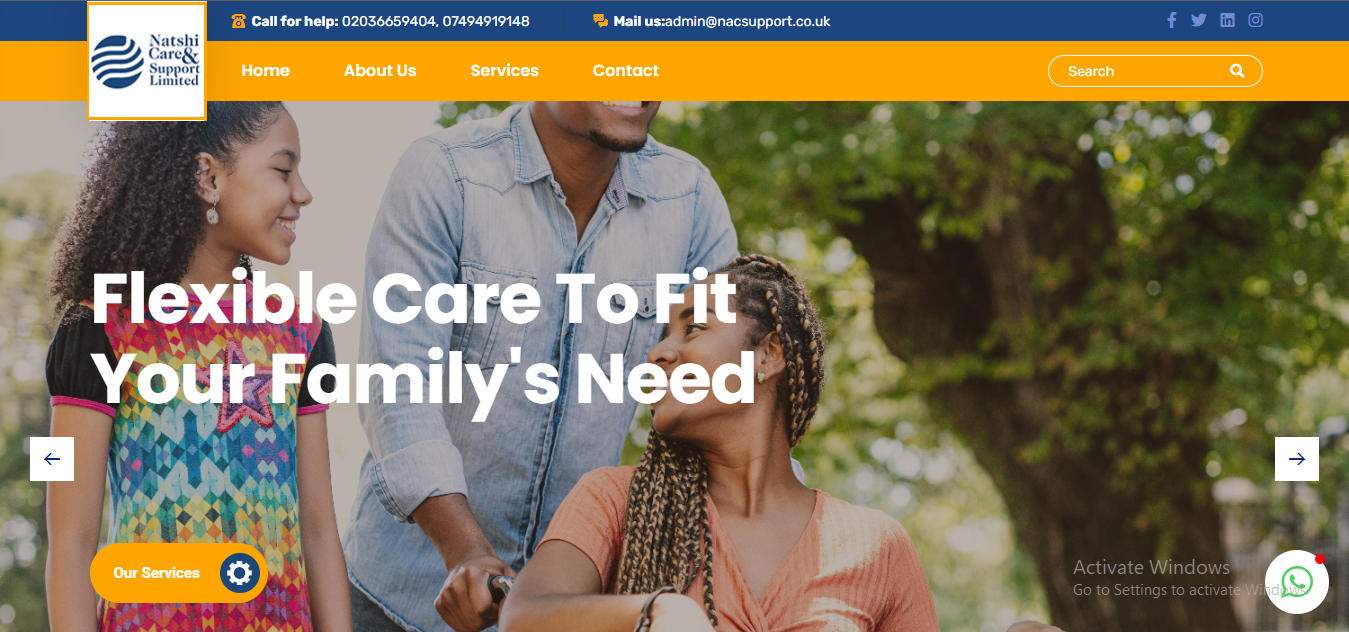 Call for help: 02036659404, 07494919148
Mail us:admin@nacsupport.co.uk
Natshi
Care&
Support
Limited
Home
About Us
Services
Contact
Search
Flexible Care To Fit
Your Family's Need
Our Services
Activate Windows
Go to Settings to activate Windows.